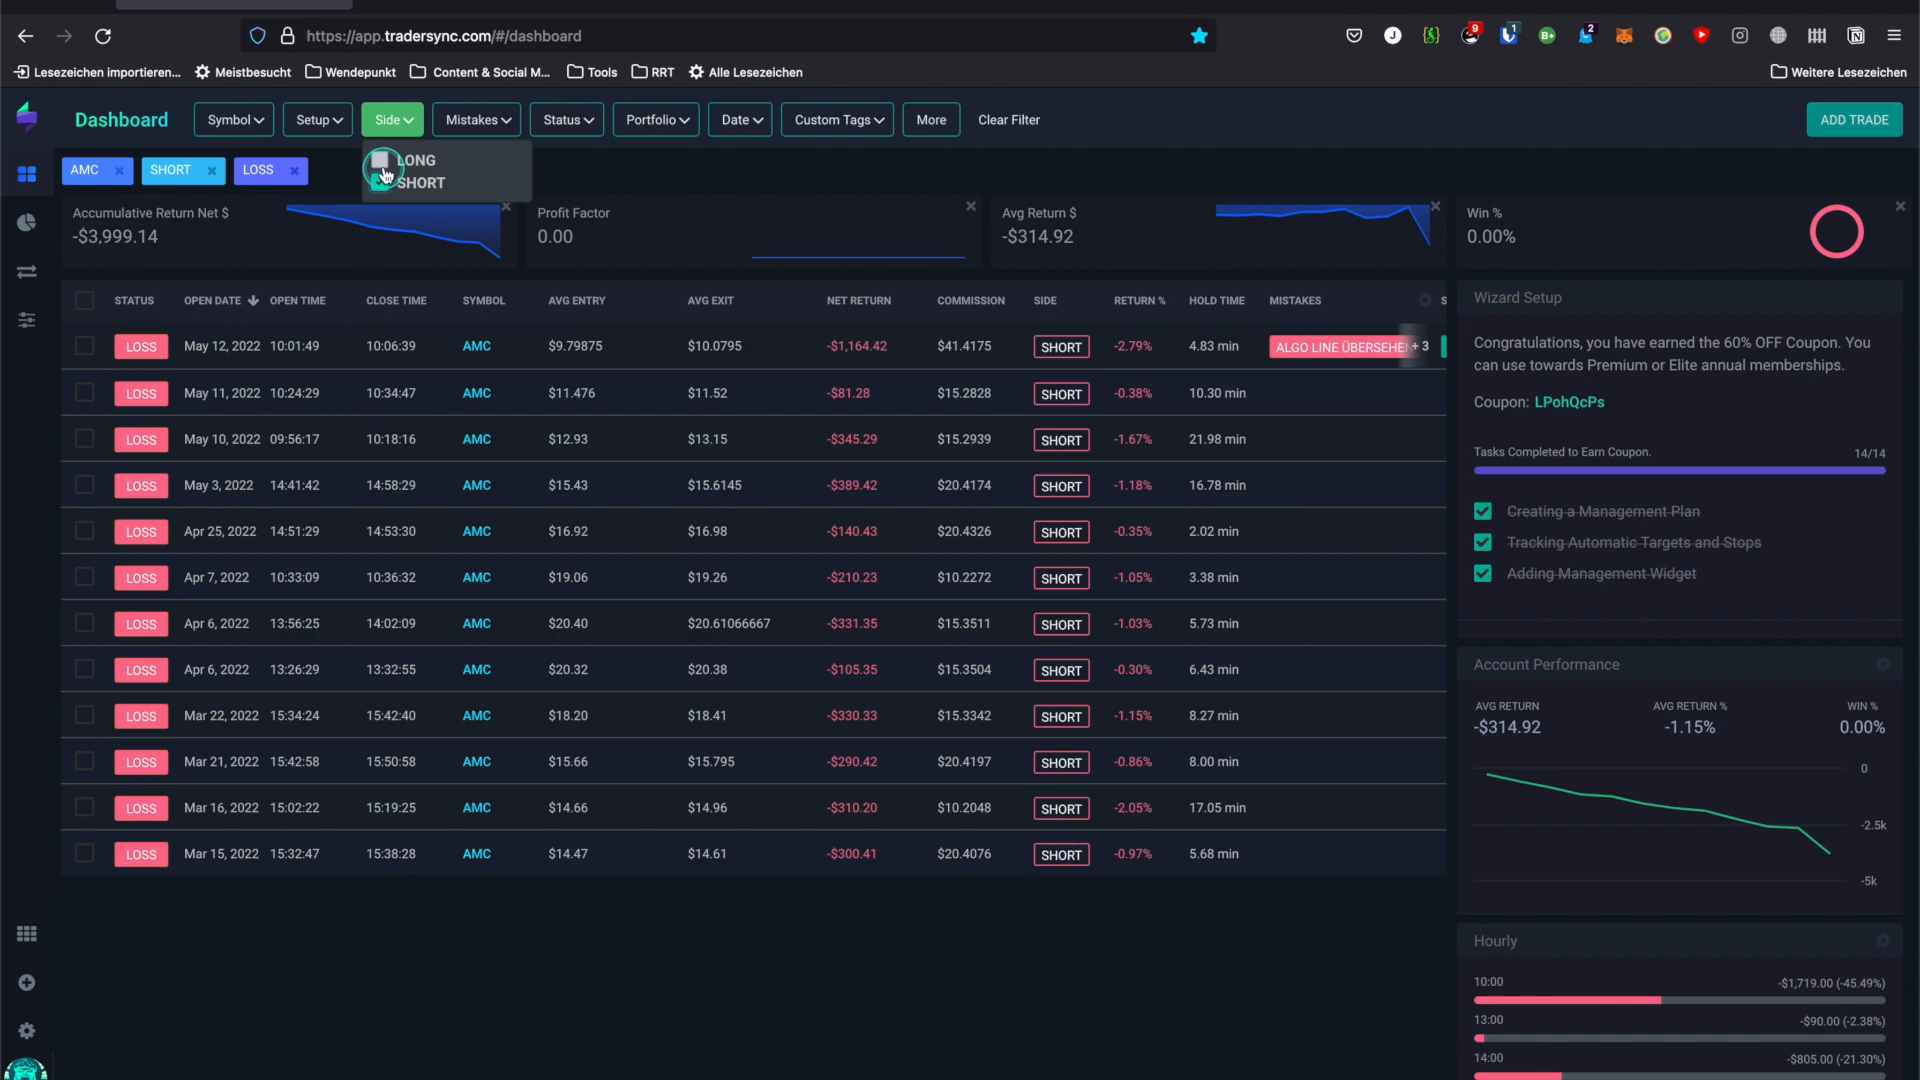 https://app.tradersync.com/#/dashboard
J
9
1
B+
2
Lesezeichen importieren...
Meistbesucht
Wendepunkt
Content & Social M...
Tools
RRT
Alle Lesezeichen
Weitere Lesezeichen
Dashboard
Symbol
Setup
Side
Mistakes
Status
Portfolio
Date
Custom Tags
More
Clear Filter
ADD TRADE
AMC ×
SHORT ×
LOSS ×
LONG
SHORT
Accumulative Return Net $
-$3,999.14
Profit Factor
0.00
Avg Return $
-$314.92
Win %
0.00%
STATUS OPEN DATE OPEN TIME CLOSE TIME SYMBOL AVG ENTRY AVG EXIT NET RETURN COMMISSION SIDE RETURN % HOLD TIME MISTAKES S
LOSS May 12, 2022 10:01:49 10:06:39 AMC $9.79875 $10.0795 -$1,164.42 $41.4175 SHORT -2.79% 4.83 min ALGO LINE ÜBERSEHEN + 3
LOSS May 11, 2022 10:24:29 10:34:47 AMC $11.476 $11.52 -$81.28 $15.2828 SHORT -0.38% 10.30 min
LOSS May 10, 2022 09:56:17 10:18:16 AMC $12.93 $13.15 -$345.29 $15.2939 SHORT -1.67% 21.98 min
LOSS May 3, 2022 14:41:42 14:58:29 AMC $15.43 $15.6145 -$389.42 $20.4174 SHORT -1.18% 16.78 min
LOSS Apr 25, 2022 14:51:29 14:53:30 AMC $16.92 $16.98 -$140.43 $20.4326 SHORT -0.35% 2.02 min
LOSS Apr 7, 2022 10:33:09 10:36:32 AMC $19.06 $19.26 -$210.23 $10.2272 SHORT -1.05% 3.38 min
LOSS Apr 6, 2022 13:56:25 14:02:09 AMC $20.40 $20.61066667 -$331.35 $15.3511 SHORT -1.03% 5.73 min
LOSS Apr 6, 2022 13:26:29 13:32:55 AMC $20.32 $20.38 -$105.35 $15.3504 SHORT -0.30% 6.43 min
LOSS Mar 22, 2022 15:34:24 15:42:40 AMC $18.20 $18.41 -$330.33 $15.3342 SHORT -1.15% 8.27 min
LOSS Mar 21, 2022 15:42:58 15:50:58 AMC $15.66 $15.795 -$290.42 $20.4197 SHORT -0.86% 8.00 min
LOSS Mar 16, 2022 15:02:22 15:19:25 AMC $14.66 $14.96 -$310.20 $10.2048 SHORT -2.05% 17.05 min
LOSS Mar 15, 2022 15:32:47 15:38:28 AMC $14.47 $14.61 -$300.41 $20.4076 SHORT -0.97% 5.68 min
Wizard Setup
Congratulations, you have earned the 60% OFF Coupon. You
can use towards Premium or Elite annual memberships.
Coupon: LPohQcPs
Tasks Completed to Earn Coupon. 14/14
Creating a Management Plan
Tracking Automatic Targets and Stops
Adding Management Widget
Account Performance
AVG RETURN AVG RETURN % WIN %
-$314.92 -1.15% 0.00%
0
-2.5k
-5k
Hourly
10:00 -$1,719.00 (-45.49%)
13:00 -$90.00 (-2.38%)
14:00 -$805.00 (-21.30%)